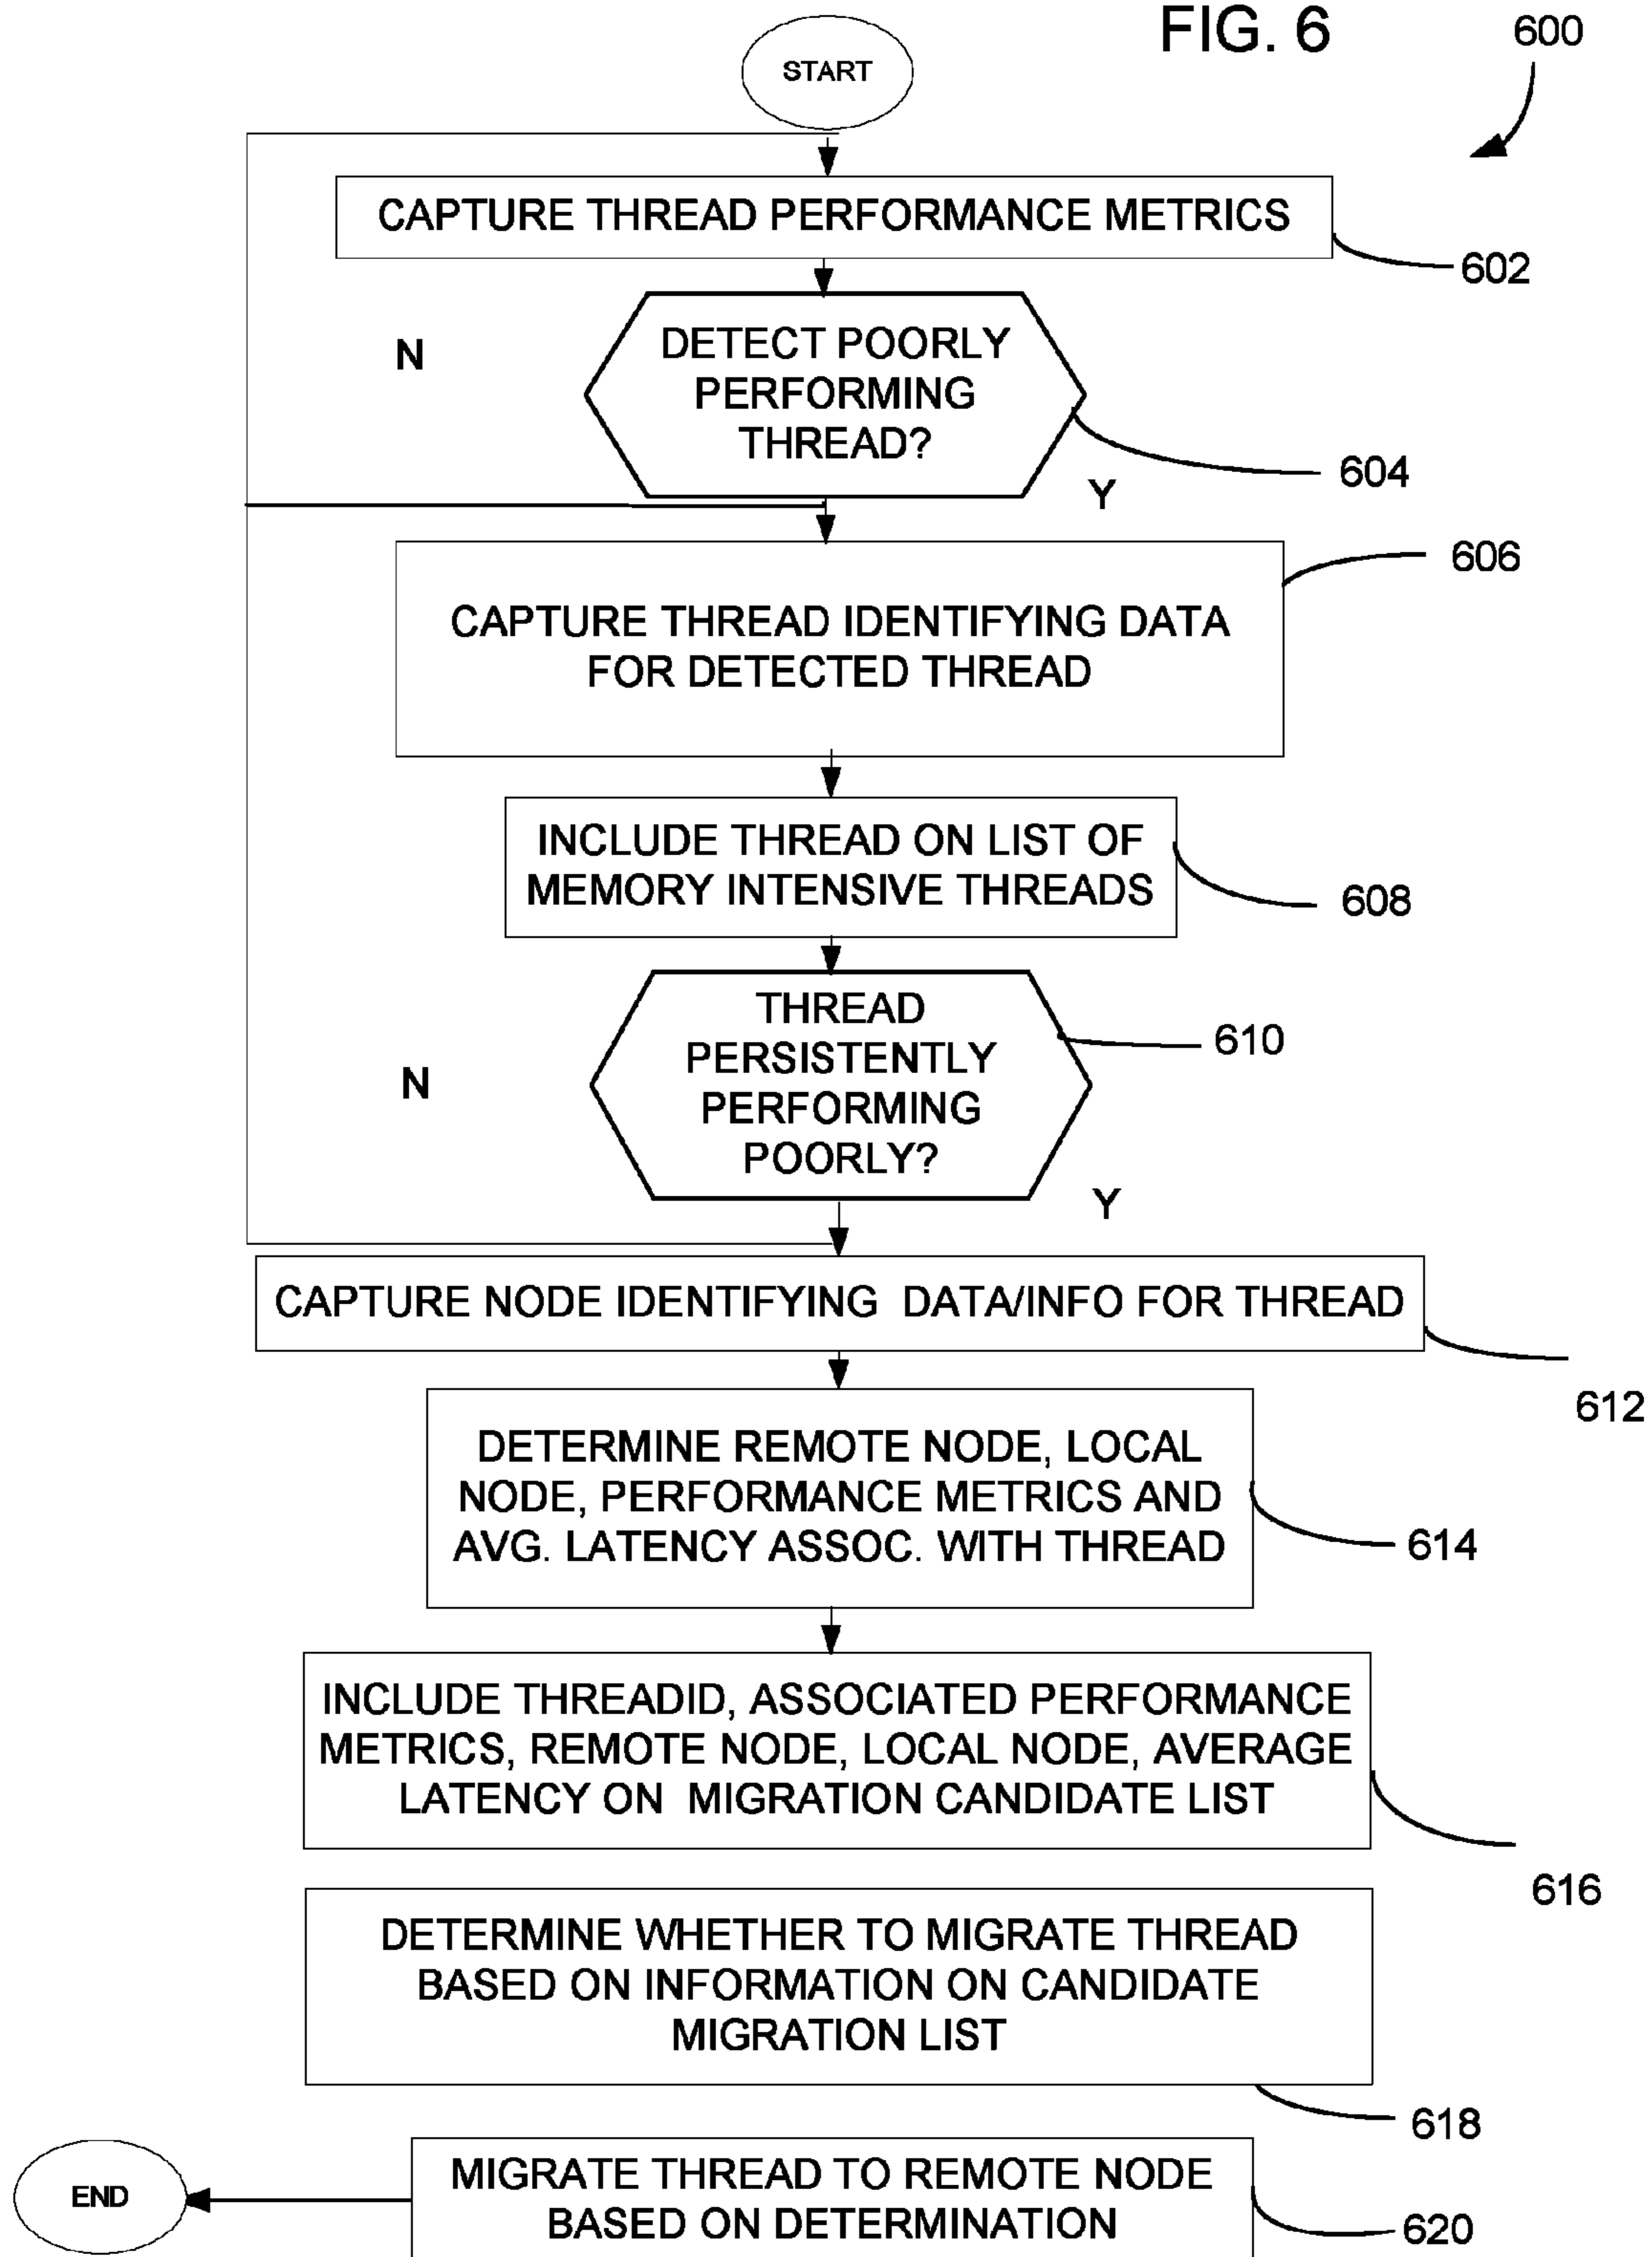 FIG. 6
600
START
CAPTURE THREAD PERFORMANCE METRICS
602
N
DETECT POORLY
PERFORMING
THREAD?
604
Y
606
CAPTURE THREAD IDENTIFYING DATA
FOR DETECTED THREAD
INCLUDE THREAD ON LIST OF
MEMORY INTENSIVE THREADS
608
THREAD
PERSISTENTLY
PERFORMING
POORLY?
610
N
Y
CAPTURE NODE IDENTIFYING DATA/INFO FOR THREAD
612
DETERMINE REMOTE NODE, LOCAL
NODE, PERFORMANCE METRICS AND
AVG. LATENCY ASSOC. WITH THREAD
614
INCLUDE THREADID, ASSOCIATED PERFORMANCE
METRICS, REMOTE NODE, LOCAL NODE, AVERAGE
LATENCY ON MIGRATION CANDIDATE LIST
616
DETERMINE WHETHER TO MIGRATE THREAD
BASED ON INFORMATION ON CANDIDATE
MIGRATION LIST
618
MIGRATE THREAD TO REMOTE NODE
BASED ON DETERMINATION
620
END